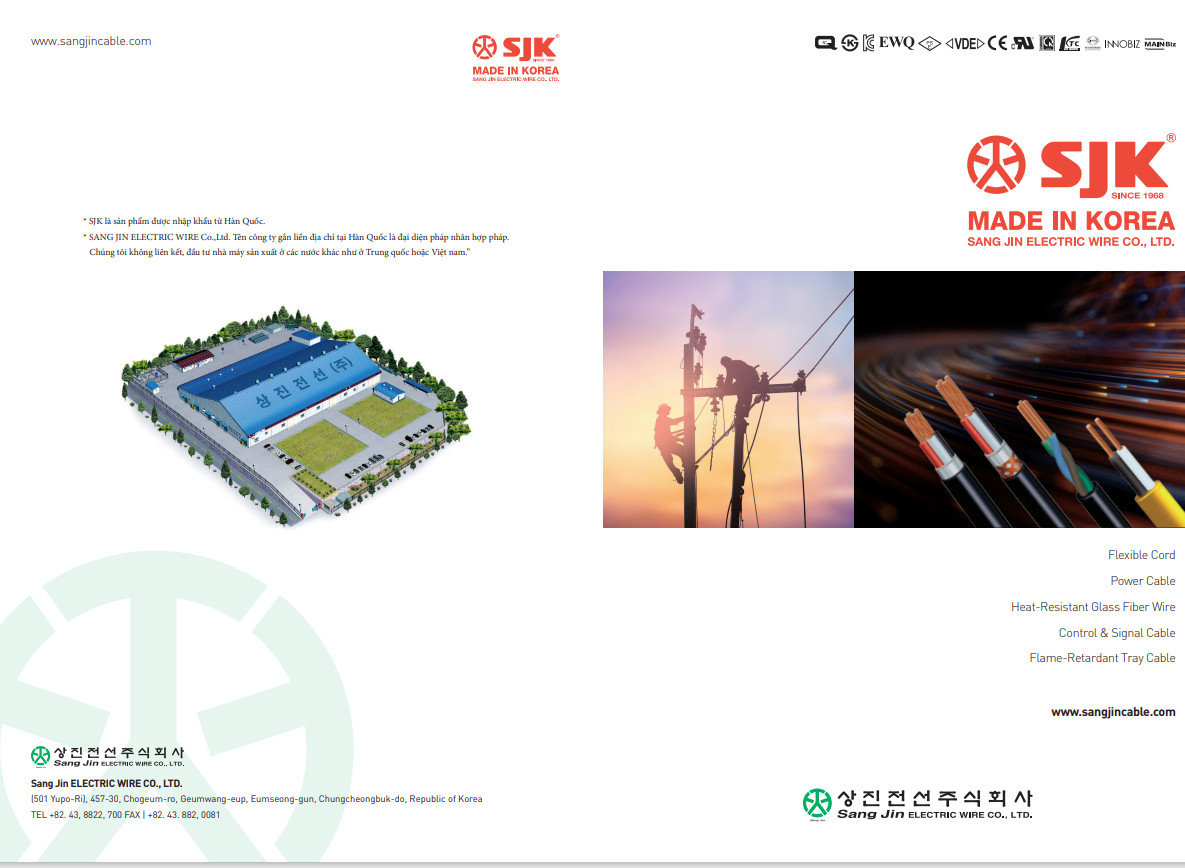 www.sangjincable.com
SJK®
SINCE 1968
MADE IN KOREA
SANG JIN ELECTRIC WIRE CO., LTD.
* SJK là sản phẩm được nhập khẩu từ Hàn Quốc.
* SANG JIN ELECTRIC WIRE Co.,Ltd. Tên công ty gắn liền địa chỉ tại Hàn Quốc là đại diện pháp nhân hợp pháp.
Chúng tôi không liên kết, đầu tư nhà máy sản xuất ở các nước khác như ở Trung quốc hoặc Việt nam."
상진전선(주)
상진전선주식회사
Sang Jin ELECTRIC WIRE CO., LTD.
Sang Jin ELECTRIC WIRE CO., LTD.
(501 Yupo-Ri), 457-30, Chogeum-ro, Geumwang-eup, Eumseong-gun, Chungcheongbuk-do, Republic of Korea
TEL +82. 43, 8822, 700 FAX | +82. 43. 882, 0081
EWQ VDE CE INNOBIZ MAINBiz
SJK®
SINCE 1968
MADE IN KOREA
SANG JIN ELECTRIC WIRE CO., LTD.
Flexible Cord
Power Cable
Heat-Resistant Glass Fiber Wire
Control & Signal Cable
Flame-Retardant Tray Cable
www.sangjincable.com
상진전선주식회사
Sang Jin ELECTRIC WIRE CO., LTD.